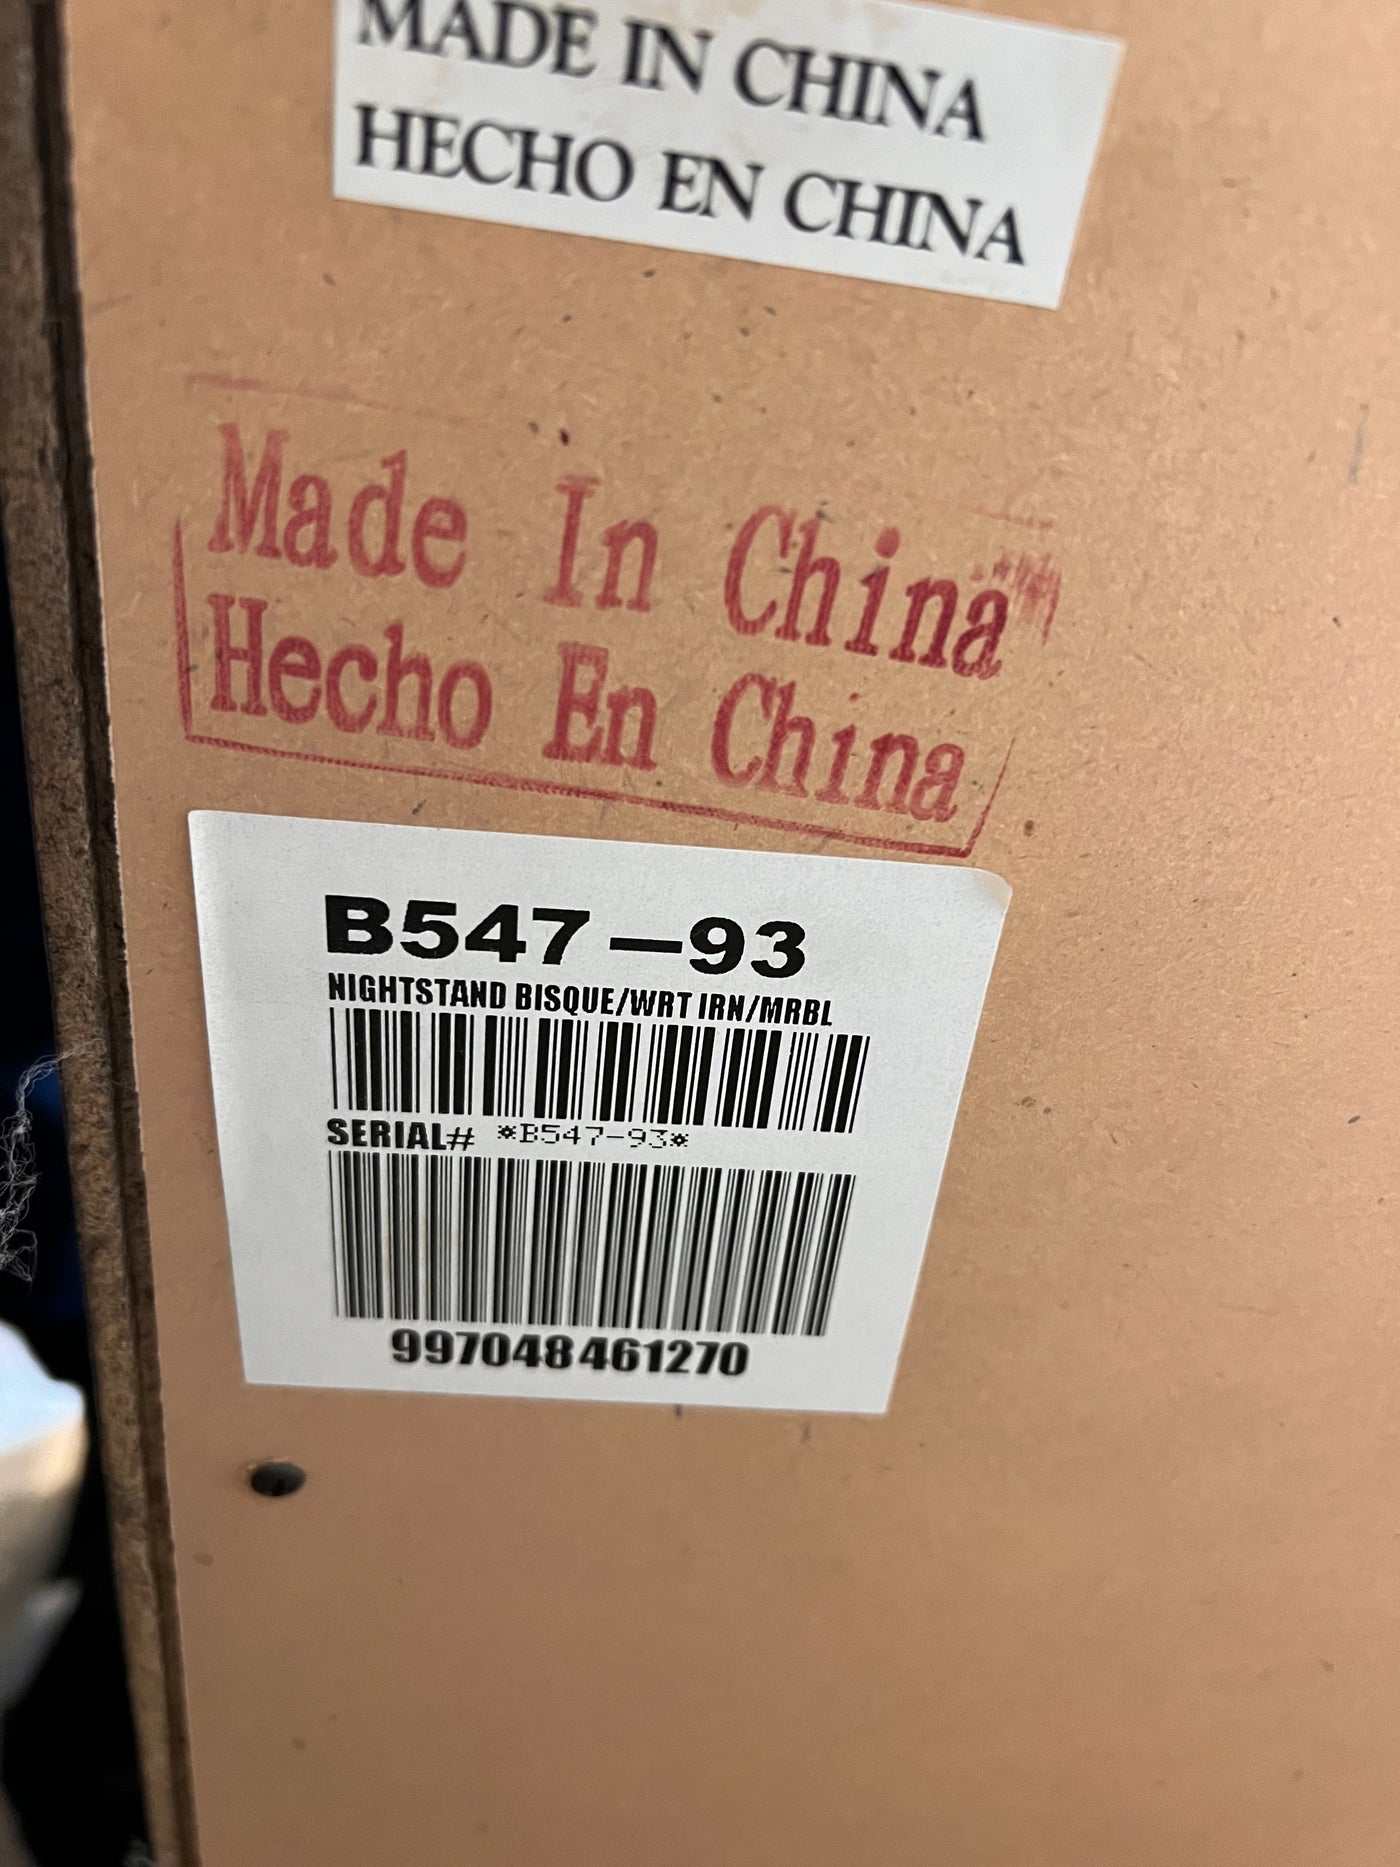 MADE IN CHINA
HECHO EN CHINA
Made In China
Hecho En China
B547-93
NIGHTSTAND BISQUE/WRT IRN/MRBL
SERIAL# *B547-93*
997048461270